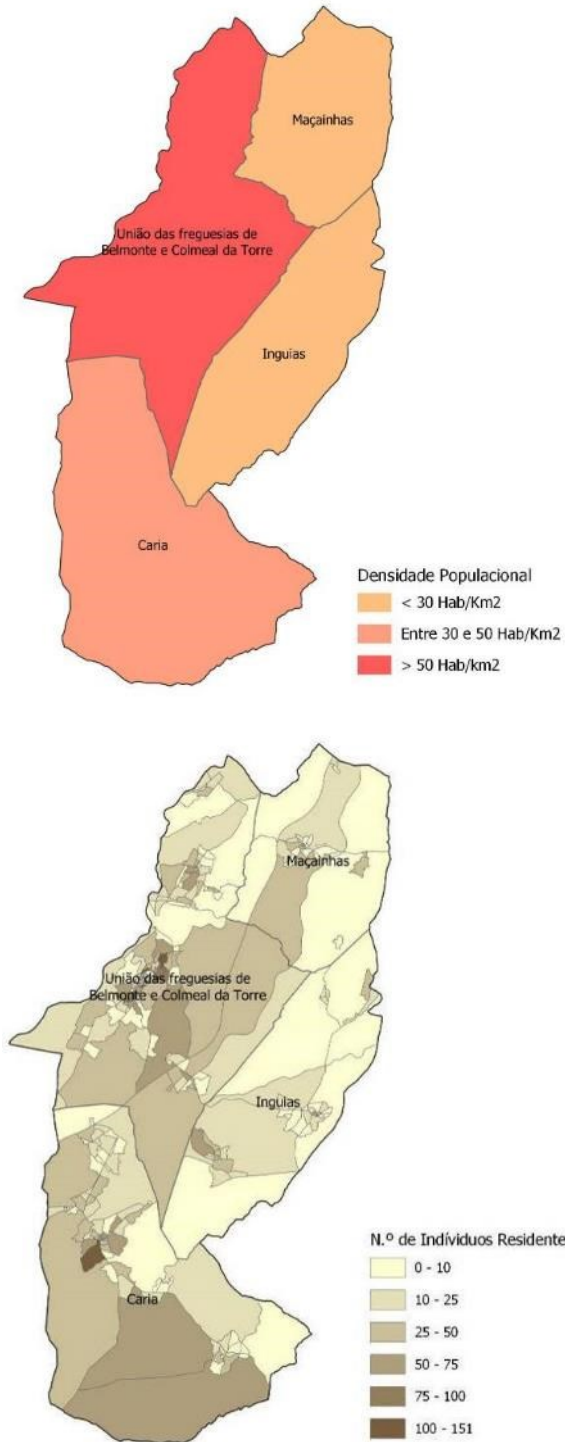 Maçainhas
União das freguesias de
Belmonte e Colmeal da Torre
Inguias
Caria
Densidade Populacional
< 30 Hab/Km2
Entre 30 e 50 Hab/Km2
> 50 Hab/km2
Maçainhas
União das freguesias de
Belmonte e Colmeal da Torre
Inguias
Caria
N.º de Indíviduos Residente
0 - 10
10 - 25
25 - 50
50 - 75
75 - 100
100 - 151